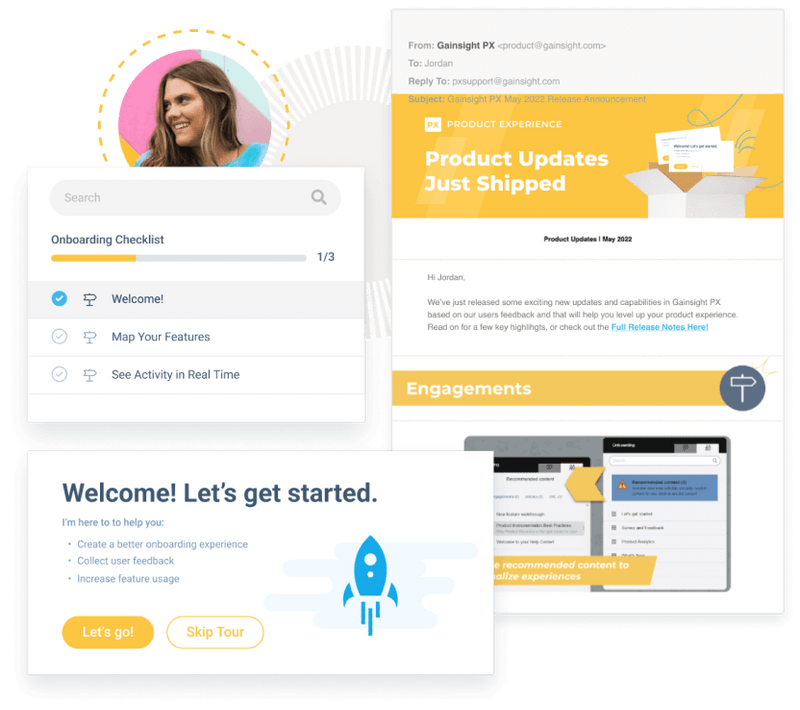 Search
Onboarding Checklist
1/3
Welcome!
Map Your Features
See Activity in Real Time
Welcome! Let's get started.
I'm here to to help you:
• Create a better onboarding experience
• Collect user feedback
• Increase feature usage
Let's go!
Skip Tour
From: Gainsight PX <product@gainsight.com>
To: Jordan
Reply To: pxsupport@gainsight.com
Subject: Gainsight PX May 2022 Release Announcement
PX PRODUCT EXPERIENCE
Product Updates
Just Shipped
Welcome! Let's get started.
Product Updates | May 2022
Hi Jordan,
We've just released some exciting new updates and capabilities in Gainsight PX
based on our users feedback and that will help you level up your product experience.
Read on for a few key highlihgts, or check out the Full Release Notes Here!
Engagements
Onboarding
Recommended content
New feature walkthrough
Product Instrumentation Best Practices
Welcome to your Help Center
Recommended content (3)
Let's get started
Survey and Feedback
Product Analytics
What's New
e recommended content to
nalize experiences